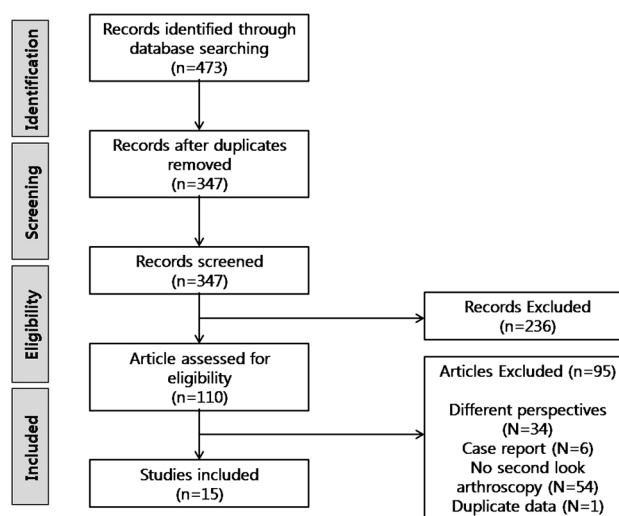 Identification
Screening
Eligibility
Included
Records identified through
database searching
(n=473)
Records after duplicates
removed
(n=347)
Records screened
(n=347)
Records Excluded
(n=236)
Article assessed for
eligibility
(n=110)
Articles Excluded (n=95)
Different perspectives
(N=34)
Case report (N=6)
No second look
arthroscopy (N=54)
Duplicate data (N=1)
Studies included
(n=15)